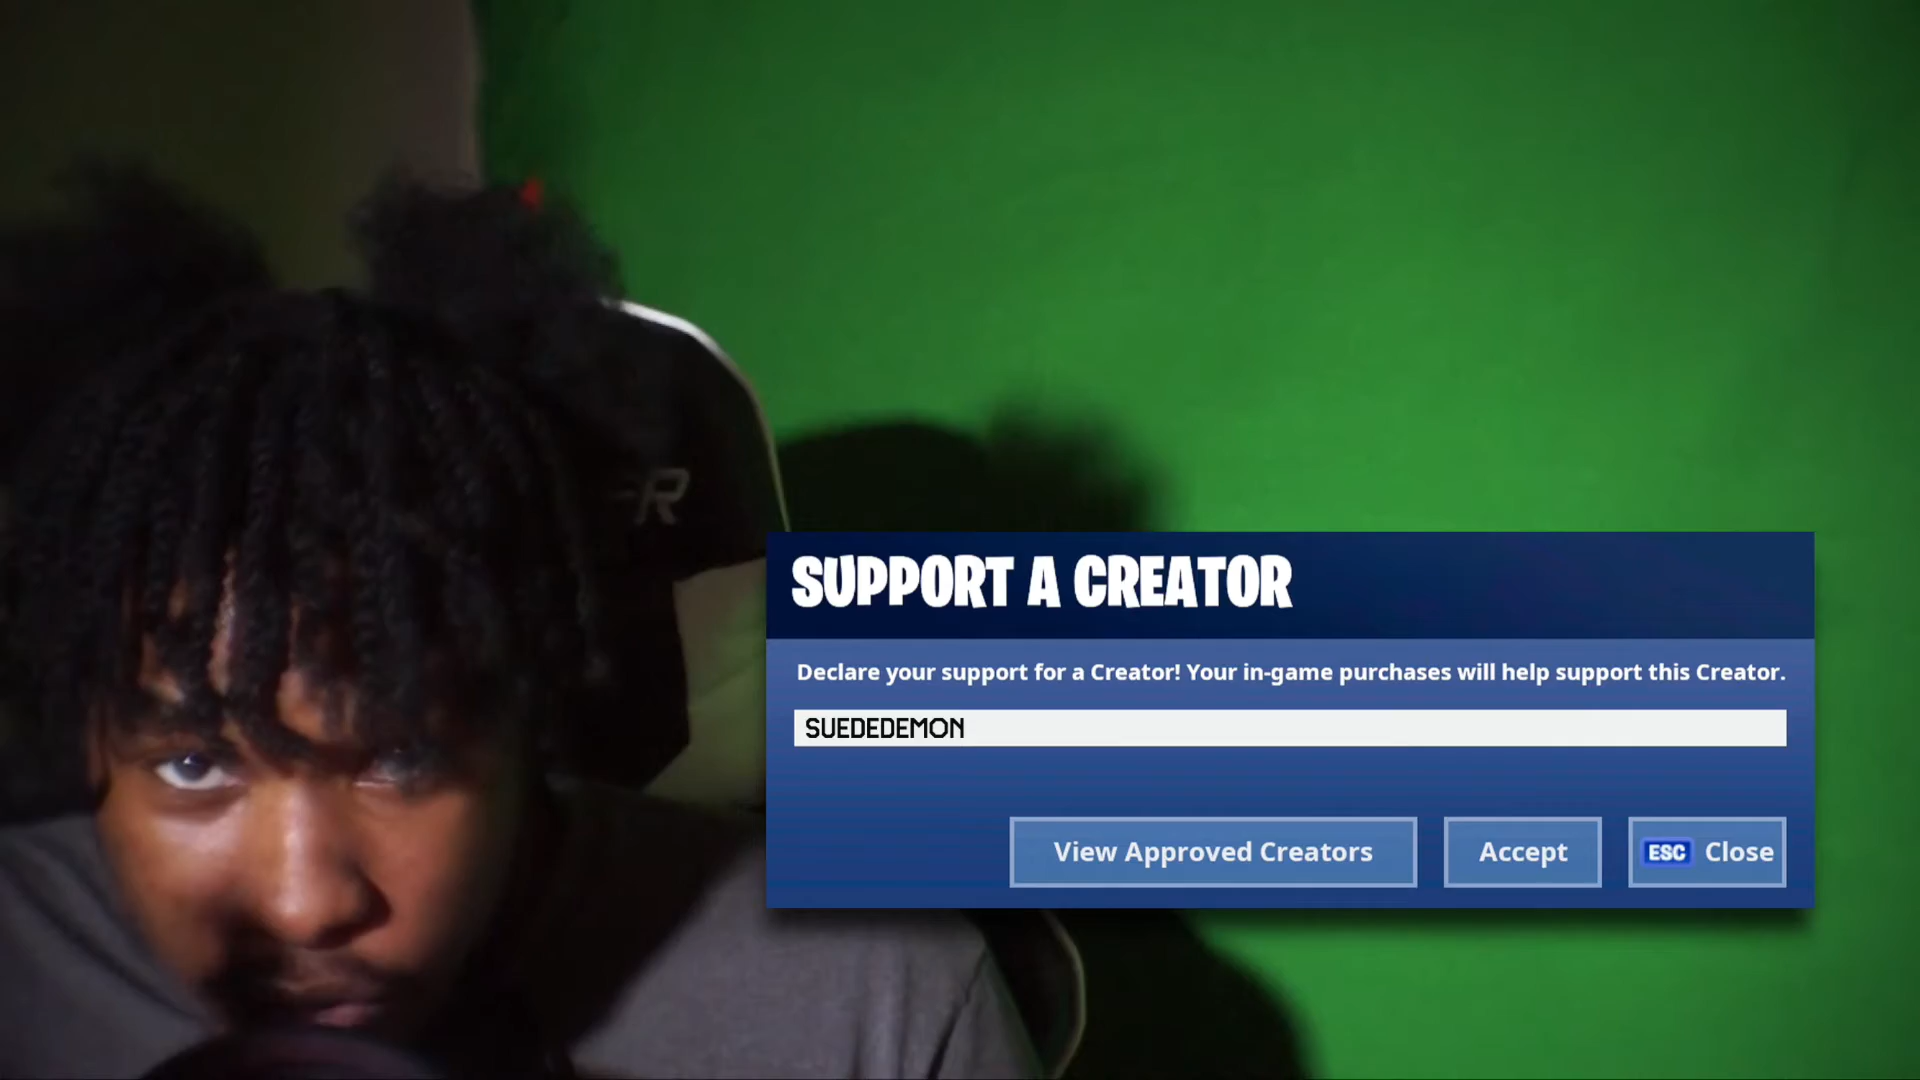 SUPPORT A CREATOR
Declare your support for a Creator! Your in-game purchases will help support this Creator.
SUEDEDEMON
View Approved Creators
Accept
ESC Close